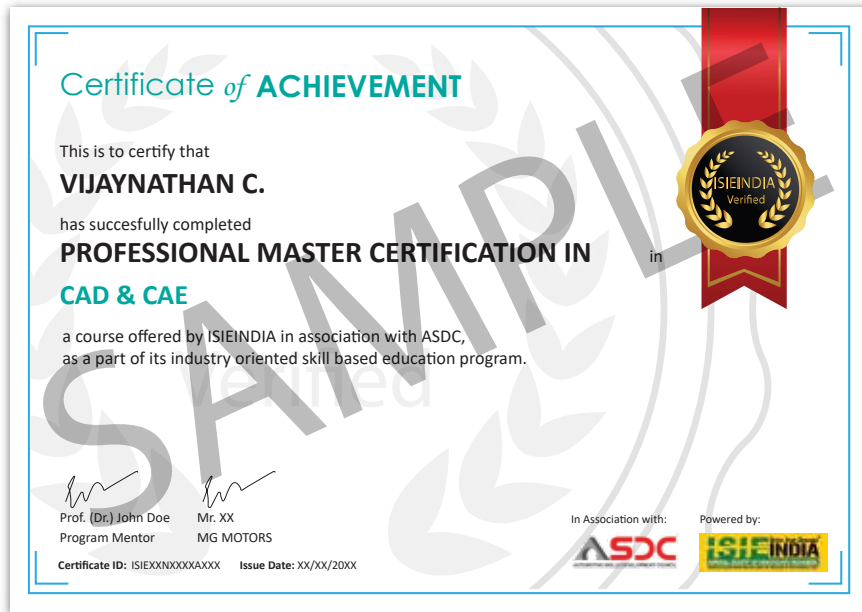 Certificate of ACHIEVEMENT
This is to certify that
VIJAYNATHAN C.
has succesfully completed
PROFESSIONAL MASTER CERTIFICATION IN in
CAD & CAE
a course offered by ISIEINDIA in association with ASDC,
as a part of its industry oriented skill based education program.
Verified
SAMPLE
ISIEINDIA
Verified
Prof. (Dr.) John Doe Mr. XX
Program Mentor MG MOTORS
Certificate ID: ISIEXXNXXXXAXXX Issue Date: XX/XX/20XX
In Association with: Powered by:
ASDC
ISIEINDIA